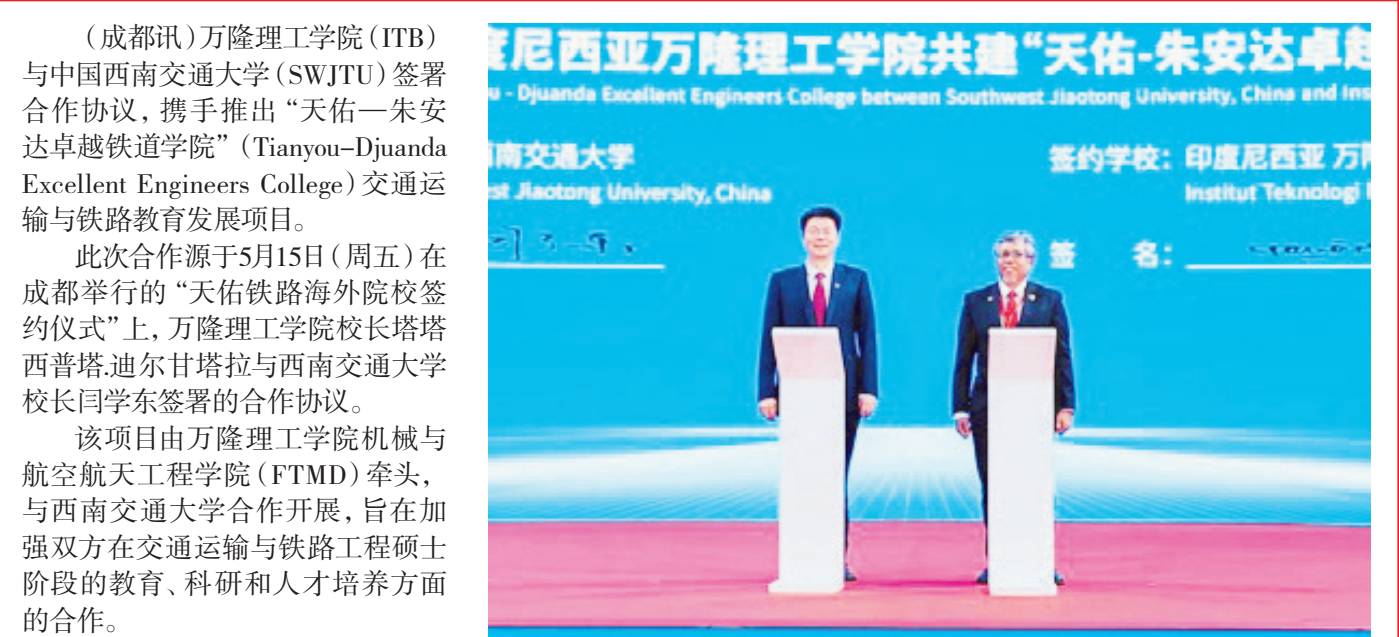 （成都讯）万隆理工学院（ITB）
与中国西南交通大学（SWJTU）签署
合作协议，携手推出“天佑—朱安
达卓越铁道学院”（Tianyou–Djuanda
Excellent Engineers College）交通运
输与铁路教育发展项目。
此次合作源于5月15日（周五）在
成都举行的“天佑铁路海外院校签
约仪式”上，万隆理工学院校长塔塔
西普塔.迪尔甘塔拉与西南交通大学
校长闫学东签署的合作协议。
该项目由万隆理工学院机械与
航空航天工程学院（FTMD）牵头，
与西南交通大学合作开展，旨在加
强双方在交通运输与铁路工程硕士
阶段的教育、科研和人才培养方面
的合作。
度尼西亚万隆理工学院共建“天佑-朱安达卓越
u - Djuanda Excellent Engineers College between Southwest Jiaotong University, China and Ins
南交通大学
st Jiaotong University, China
签约学校：印度尼西亚 万
Institut Teknologi
签 名：